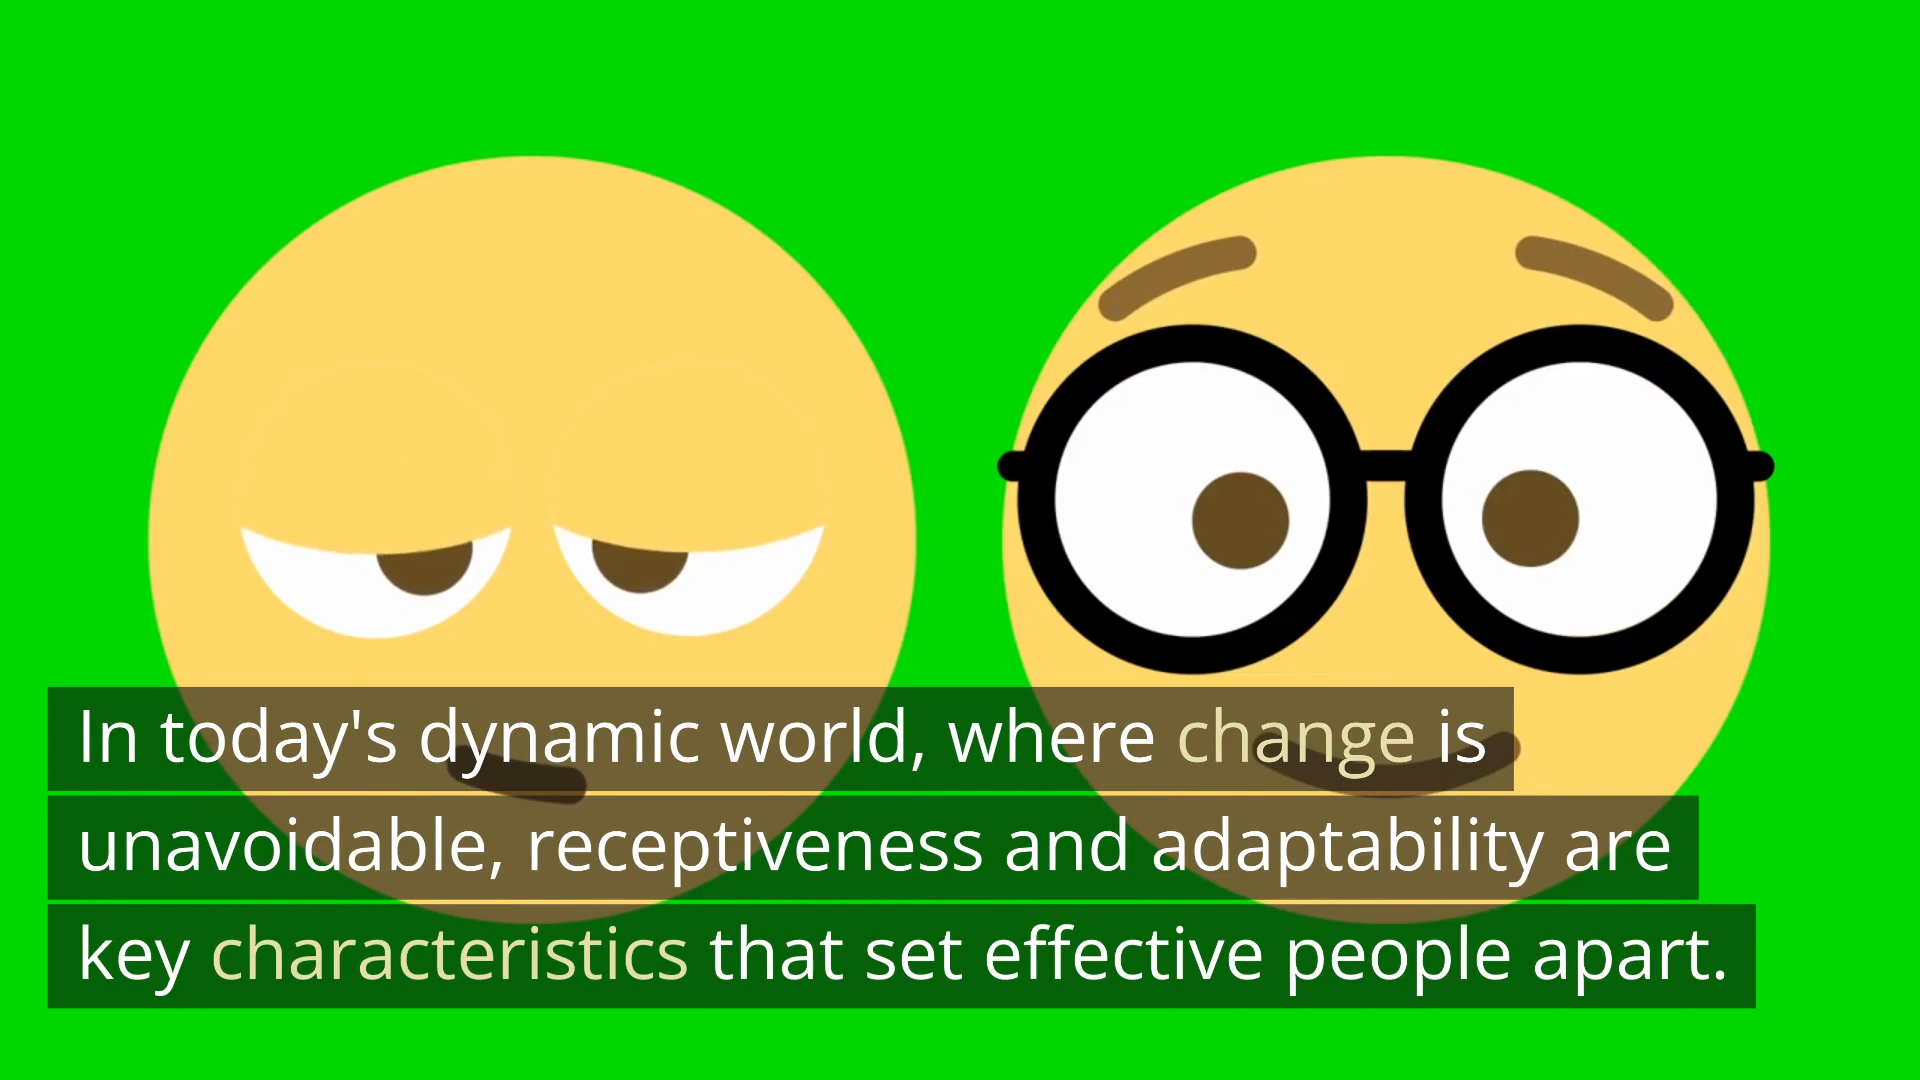 In today's dynamic world, where change is
unavoidable, receptiveness and adaptability are
key characteristics that set effective people apart.